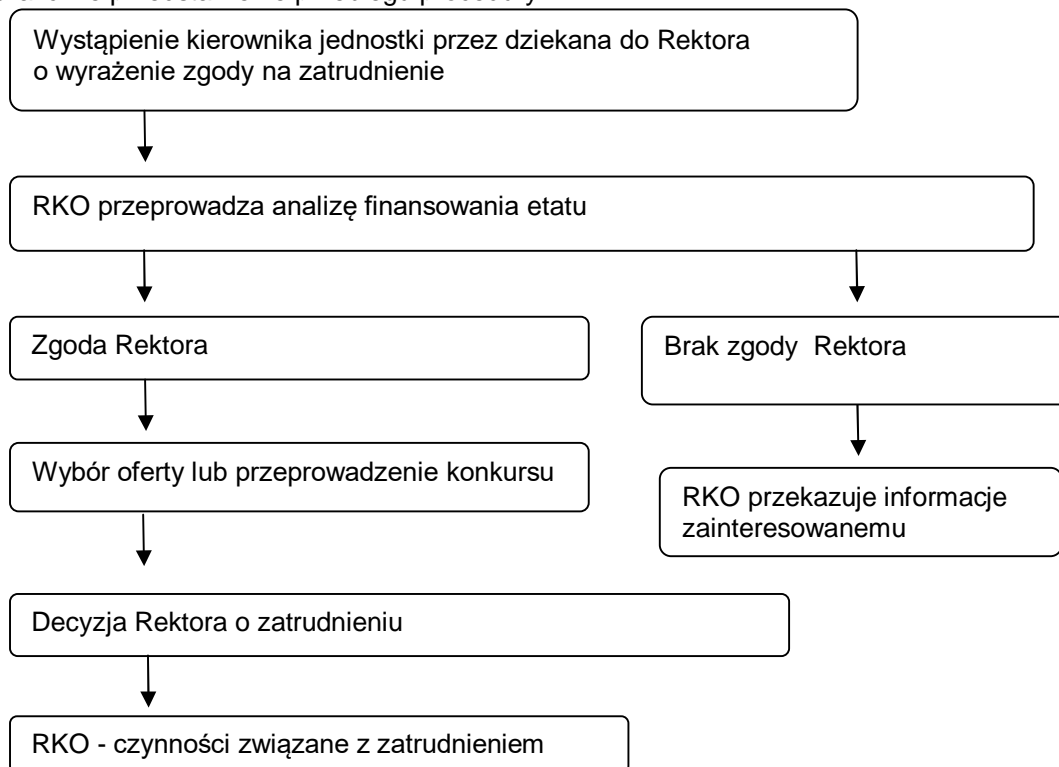 Wystąpienie kierownika jednostki przez dziekana do Rektora
o wyrażenie zgody na zatrudnienie
RKO przeprowadza analizę finansowania etatu
Zgoda Rektora
Brak zgody Rektora
Wybór oferty lub przeprowadzenie konkursu
RKO przekazuje informacje
zainteresowanemu
Decyzja Rektora o zatrudnieniu
RKO - czynności związane z zatrudnieniem